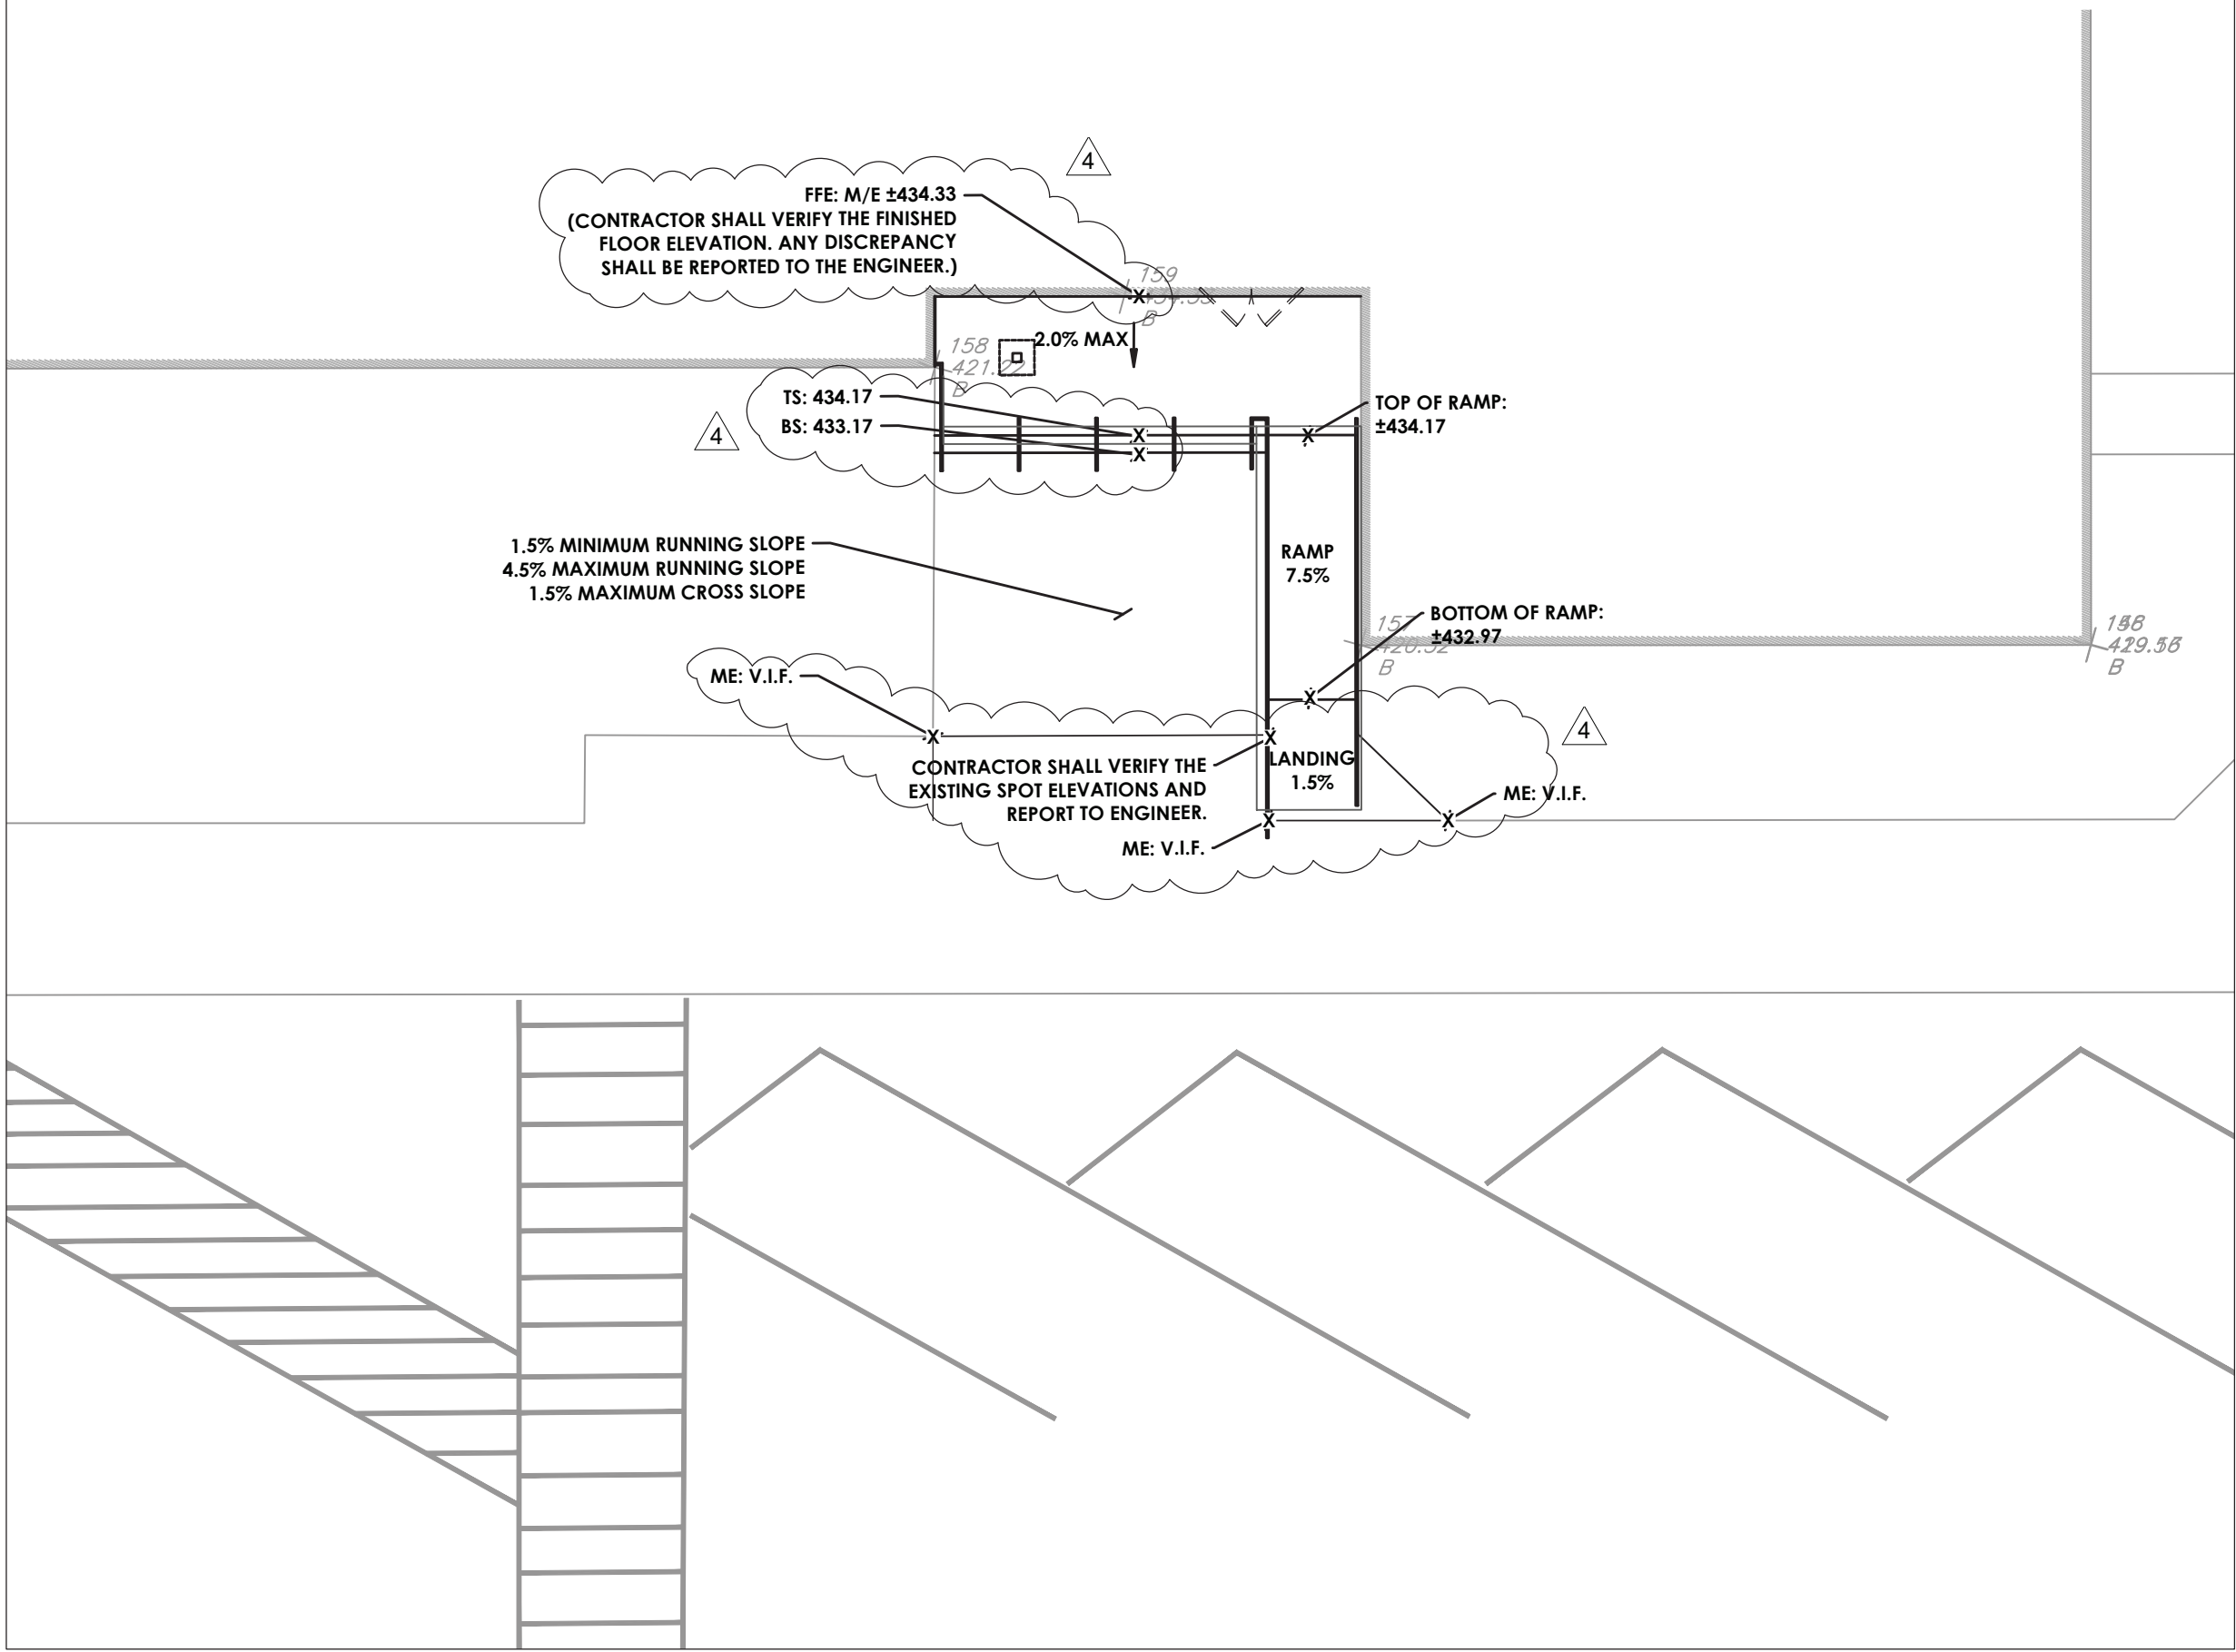 4
FFE: M/E ±434.33
(CONTRACTOR SHALL VERIFY THE FINISHED
FLOOR ELEVATION. ANY DISCREPANCY
SHALL BE REPORTED TO THE ENGINEER.)
159
B
2.0% MAX
158
B
TS: 434.17
BS: 433.17
4
TOP OF RAMP:
±434.17
1.5% MINIMUM RUNNING SLOPE
4.5% MAXIMUM RUNNING SLOPE
1.5% MAXIMUM CROSS SLOPE
RAMP
7.5%
BOTTOM OF RAMP:
±432.97
157
420.52
B
B
ME: V.I.F.
4
CONTRACTOR SHALL VERIFY THE
EXISTING SPOT ELEVATIONS AND
REPORT TO ENGINEER.
LANDING
1.5%
ME: V.I.F.
ME: V.I.F.